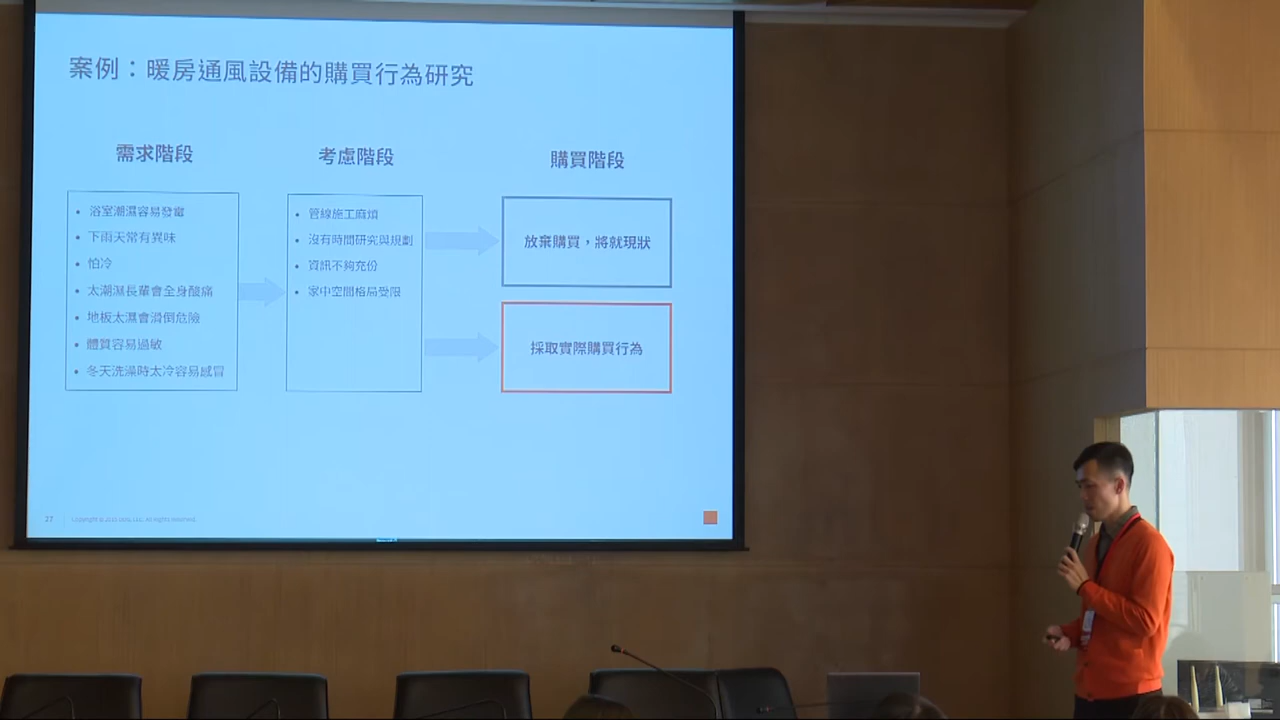 案例：暖房通風設備的購買行為研究
需求階段
考慮階段
購買階段
• 浴室潮濕容易發霉
• 下雨天常有異味
• 怕冷
• 太潮濕長輩會全身酸痛
• 地板太濕會滑倒危險
• 體質容易過敏
• 冬天洗澡時太冷容易感冒
• 管線施工麻煩
• 沒有時間研究與規劃
• 資訊不夠充份
• 家中空間格局受限
放棄購買，將就現狀
採取實際購買行為
27